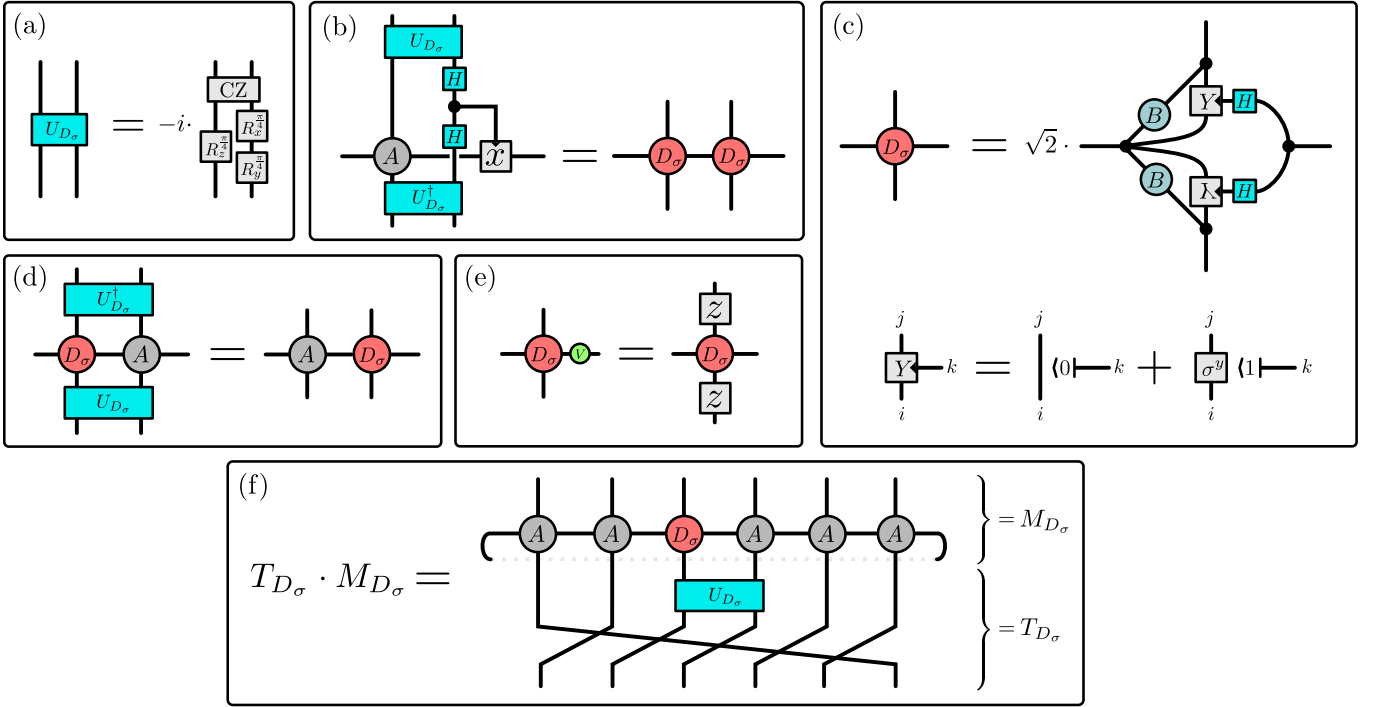 (a)
U_{D_σ} = -i· CZ R_z^{π/4} R_x^{π/4} R_y^{π/4}
(b)
U_{D_σ} H H A x U_{D_σ}^† = D_σ D_σ
(c)
D_σ = √2 · B B Y Y H H
j j j
Y k = ⟨0| k + σ^y ⟨1| k
i i i
(d)
U_{D_σ}^† D_σ A U_{D_σ} = A D_σ
(e)
D_σ V = z D_σ z
(f)
T_{D_σ} · M_{D_σ} =
A A D_σ A A A
U_{D_σ}
= M_{D_σ}
= T_{D_σ}